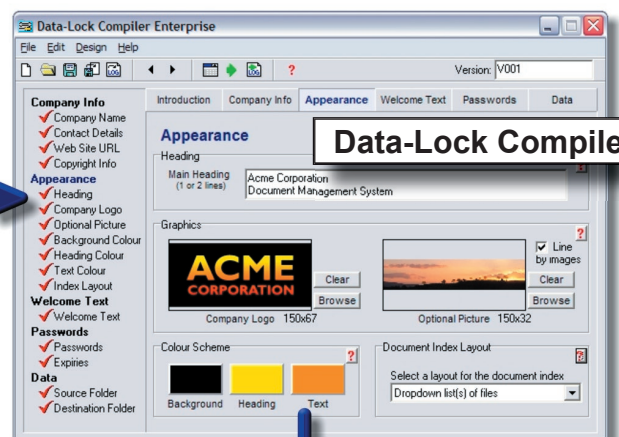 Data-Lock Compiler Enterprise
File Edit Design Help
LOG LOG ? Version: V001
Introduction Company Info Appearance Welcome Text Passwords Data
Company Info
Company Name
Contact Details
Web Site URL
Copyright Info
Appearance
Heading
Company Logo
Optional Picture
Background Colour
Heading Colour
Text Colour
Index Layout
Welcome Text
Welcome Text
Passwords
Passwords
Expiries
Data
Source Folder
Destination Folder
Appearance
Data-Lock Compile
Heading
Main Heading
(1 or 2 lines)
Acme Corporation
Document Management System
Graphics
?
ACME
CORPORATION
Clear
Browse
Company Logo 150x67
Line
by images
Clear
Browse
Optional Picture 150x32
Colour Scheme
?
Background Heading Text
Document Index Layout
?
Select a layout for the document index
Dropdown list(s) of files